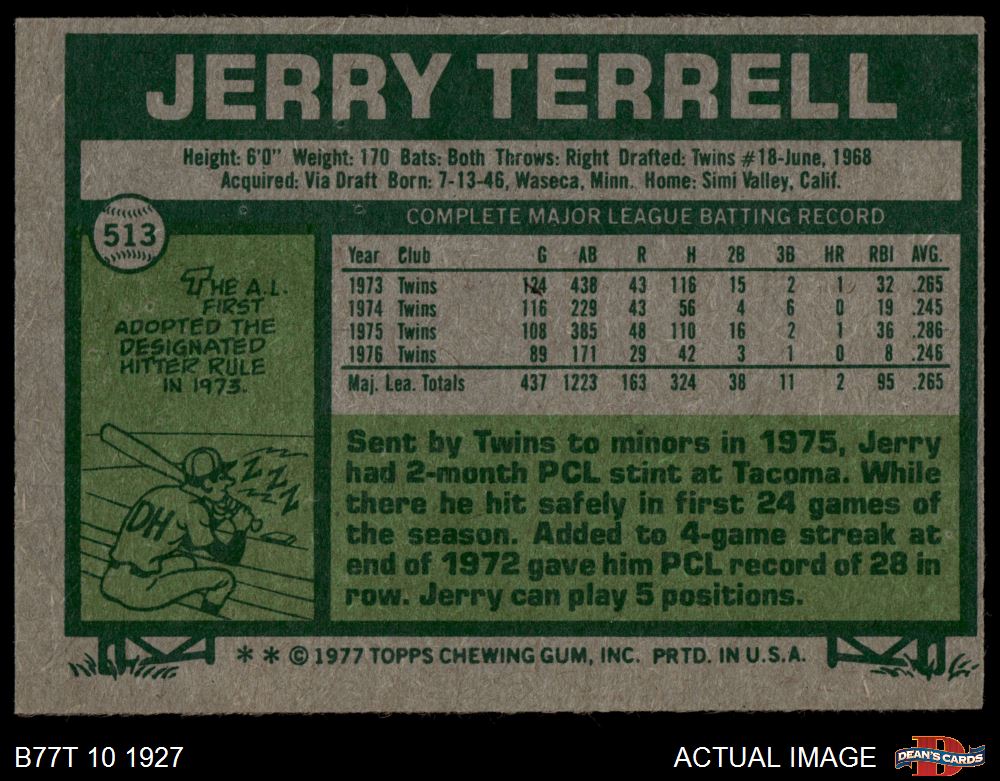 JERRY TERRELL
Height: 6'0" Weight: 170 Bats: Both Throws: Right Drafted: Twins #18-June, 1968
Acquired: Via Draft Born: 7-13-46, Waseca, Minn. Home: Simi Valley, Calif.
513
COMPLETE MAJOR LEAGUE BATTING RECORD
Year Club G AB R H 2B 3B HR RBI AVG.
1973 Twins 124 438 43 116 15 2 1 32 .265
1974 Twins 116 229 43 56 4 6 0 19 .245
1975 Twins 108 385 48 110 16 2 1 36 .286
1976 Twins 89 171 29 42 3 1 0 8 .246
Maj. Lea. Totals 437 1223 163 324 38 11 2 95 .265
THE A.L.
FIRST
ADOPTED THE
DESIGNATED
HITTER RULE
IN 1973.
Z Z Z Z
DH
Sent by Twins to minors in 1975, Jerry
had 2-month PCL stint at Tacoma. While
there he hit safely in first 24 games of
the season. Added to 4-game streak at
end of 1972 gave him PCL record of 28 in
row. Jerry can play 5 positions.
* * © 1977 TOPPS CHEWING GUM, INC. PRTD. IN U.S.A.
B77T 10 1927
ACTUAL IMAGE
D
DEAN'S CARDS